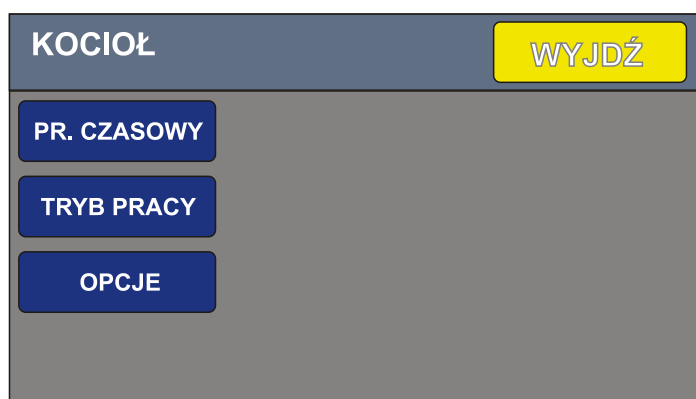 KOCIOŁ
WYJDŹ
PR. CZASOWY
TRYB PRACY
OPCJE